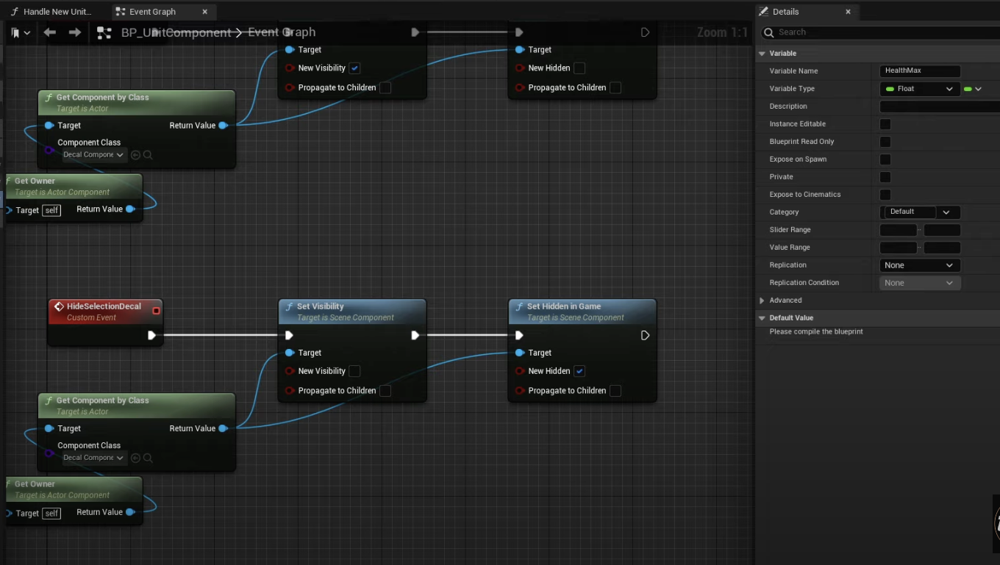 Handle New Unit...
Event Graph
BP_UnitComponent > Event Graph
Zoom 1:1
Target
New Visibility
Propagate to Children
Target
New Hidden
Propagate to Children
Get Component by Class
Target is Actor
Target
Return Value
Component Class
Decal Compone
Get Owner
Target is Actor Component
Target self
Return Value
HideSelectionDecal
Custom Event
Set Visibility
Target is Scene Component
Target
New Visibility
Propagate to Children
Set Hidden in Game
Target is Scene Component
Target
New Hidden
Propagate to Children
Get Component by Class
Target is Actor
Target
Return Value
Component Class
Decal Compone
Get Owner
Target is Actor Component
Target self
Return Value
Details
Search
Variable
Variable Name HealthMax
Variable Type Float
Description
Instance Editable
Blueprint Read Only
Expose on Spawn
Private
Expose to Cinematics
Category Default
Slider Range
Value Range
Replication None
Replication Condition None
Advanced
Default Value
Please compile the blueprint